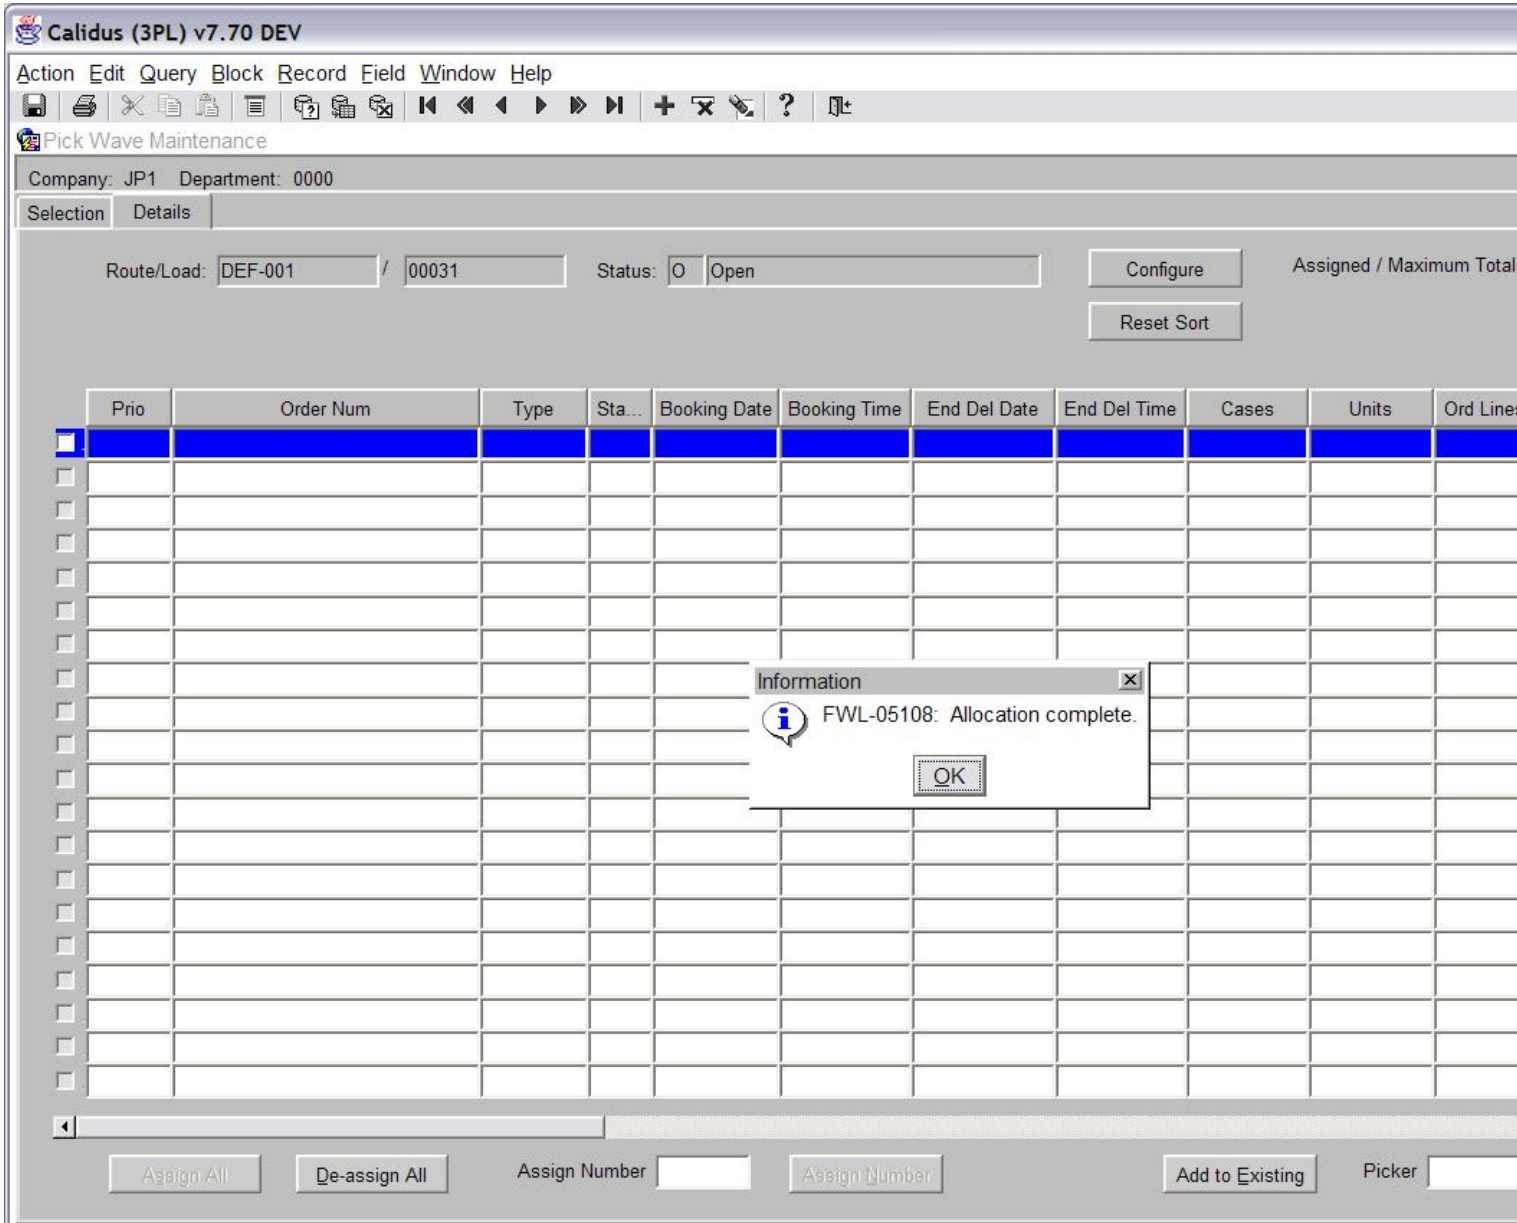 Calidus (3PL) v7.70 DEV
Action Edit Query Block Record Field Window Help
Pick Wave Maintenance
Company: JP1 Department: 0000
Selection Details
Route/Load: DEF-001 / 00031 Status: O Open Configure Assigned / Maximum Total
Reset Sort
Prio Order Num Type Sta... Booking Date Booking Time End Del Date End Del Time Cases Units Ord Lines
Information
FWL-05108: Allocation complete.
OK
Assign All De-assign All Assign Number Assign Number Add to Existing Picker